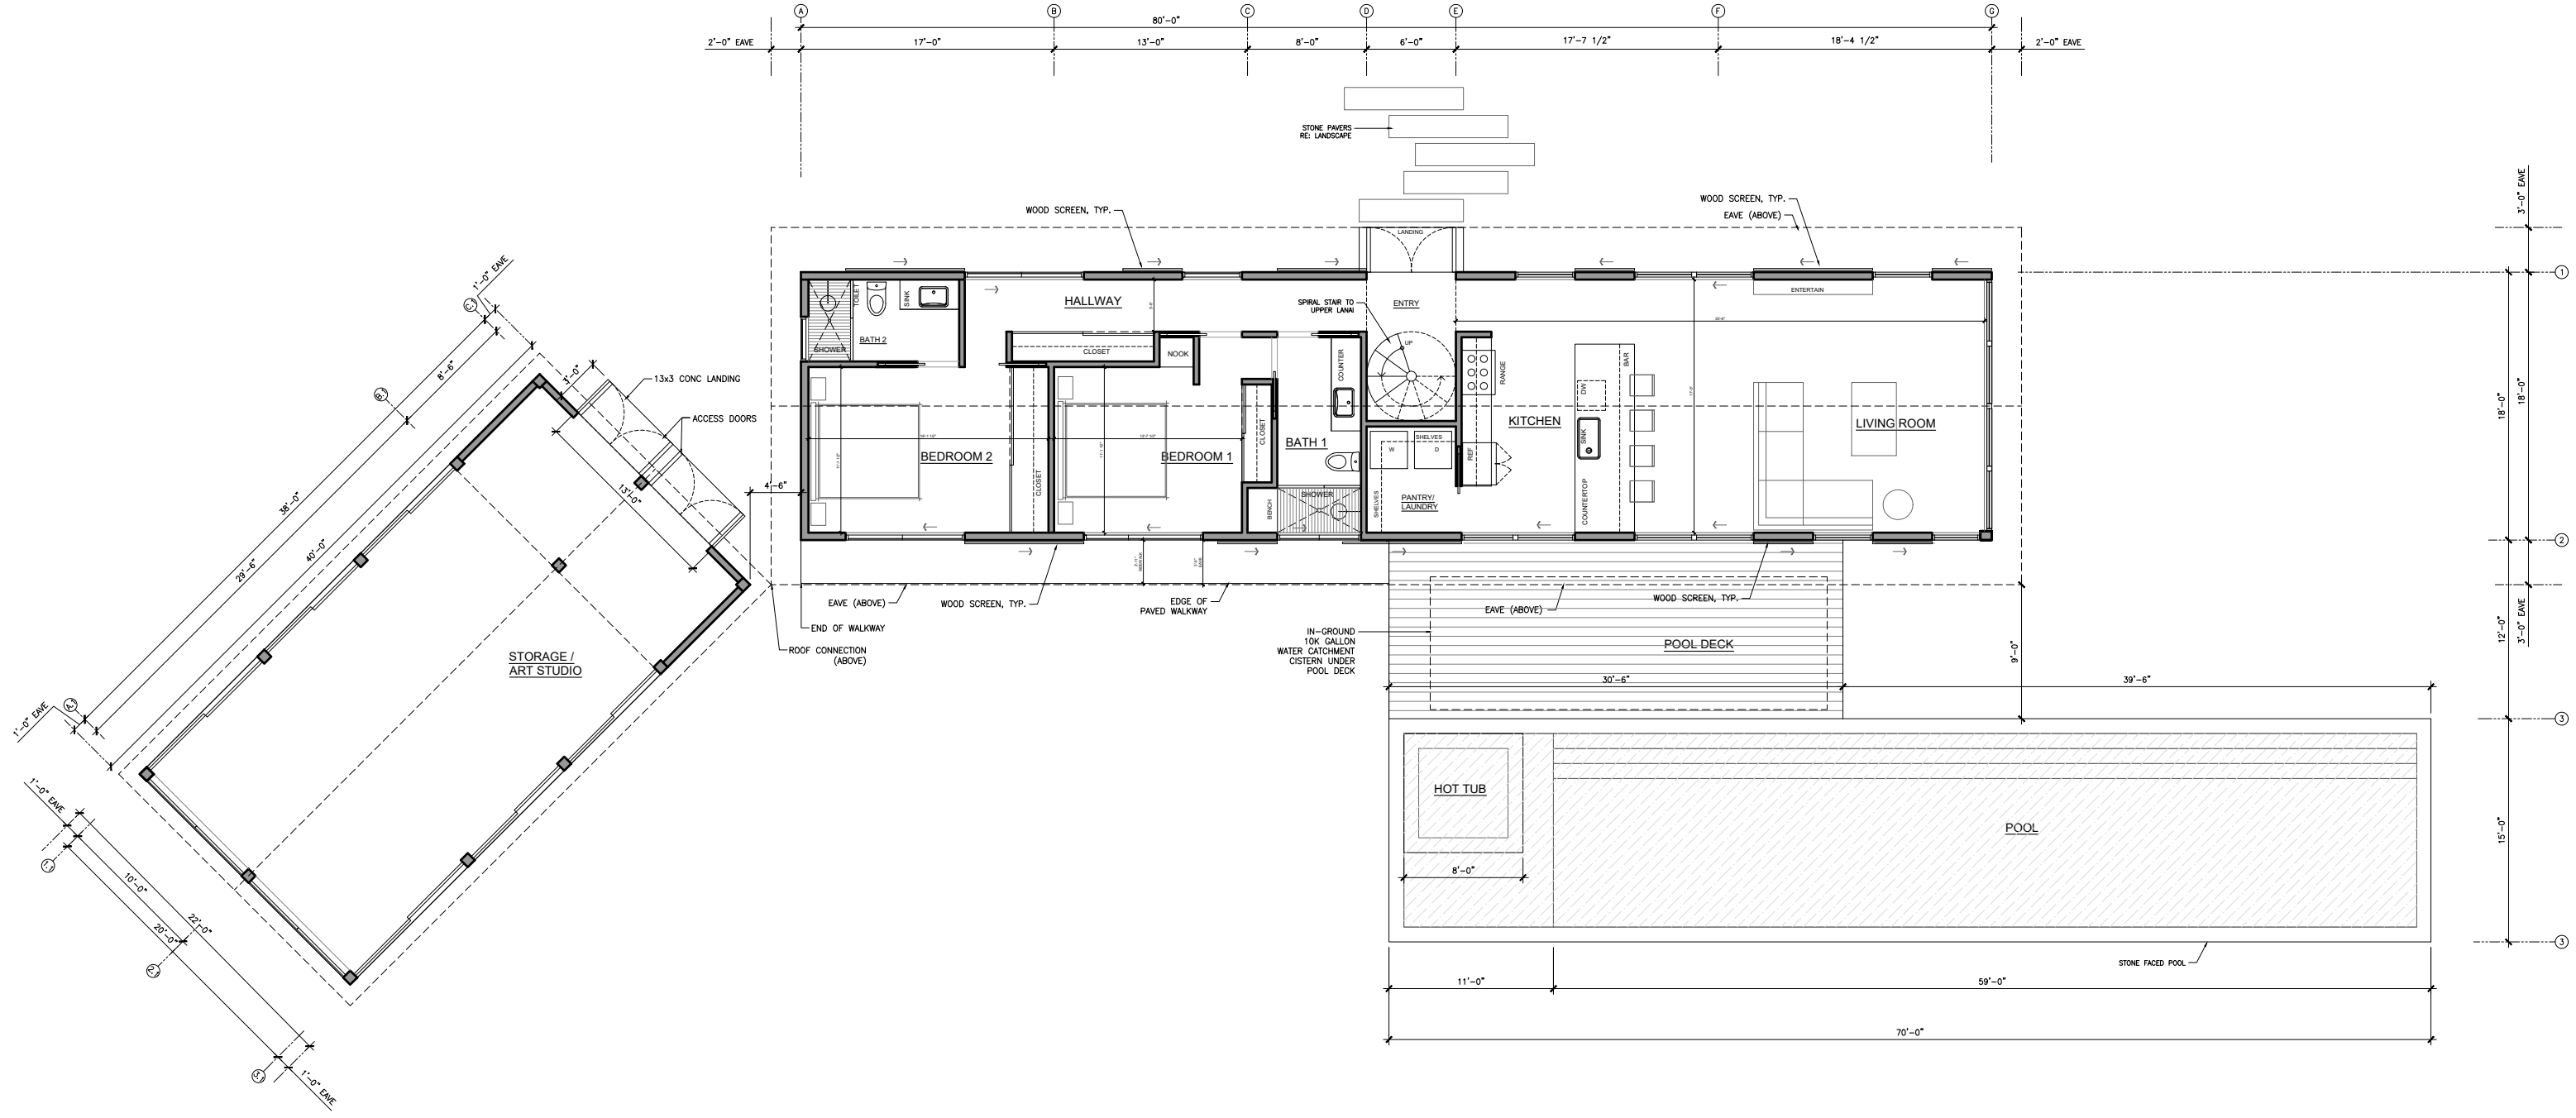 A
B
C
D
E
F
G
80'-0"
2'-0" EAVE
17'-0"
13'-0"
8'-0"
6'-0"
17'-7 1/2"
18'-4 1/2"
2'-0" EAVE
STONE PAVERS
RE: LANDSCAPE
WOOD SCREEN, TYP.
WOOD SCREEN, TYP.
EAVE (ABOVE)
3'-0" EAVE
LANDING
1
TOILET
SINK
SHOWER
BATH 2
HALLWAY
CLOSET
NOOK
SPIRAL STAIR TO
UPPER LANAI
ENTRY
UP
ENTERTAIN
COUNTER
RANGE
DW
BAR
KITCHEN
SINK
LIVING ROOM
BEDROOM 2
CLOSET
BEDROOM 1
CLOSET
BATH 1
SHELVES
W
D
REF
PANTRY/
LAUNDRY
SHELVES
COUNTERTOP
BENCH
SHOWER
18'-0"
18'-0"
2
1'-0" EAVE
C.1
8'-6"
B.1
3'-0"
13x3 CONC LANDING
ACCESS DOORS
13'-0"
4'-6"
38'-0"
40'-0"
29'-6"
STORAGE /
ART STUDIO
A.1
1'-0" EAVE
1'-0" EAVE
1.1
10'-0"
22'-0"
20'-0"
2.1
3.1
1'-0" EAVE
EAVE (ABOVE)
WOOD SCREEN, TYP.
EDGE OF
PAVED WALKWAY
END OF WALKWAY
ROOF CONNECTION
(ABOVE)
EAVE (ABOVE)
WOOD SCREEN, TYP.
IN-GROUND
10K GALLON
WATER CATCHMENT
CISTERN UNDER
POOL DECK
POOL DECK
9'-0"
12'-0"
3'-0" EAVE
30'-6"
39'-6"
3
HOT TUB
8'-0"
POOL
15'-0"
3
STONE FACED POOL
11'-0"
59'-0"
70'-0"